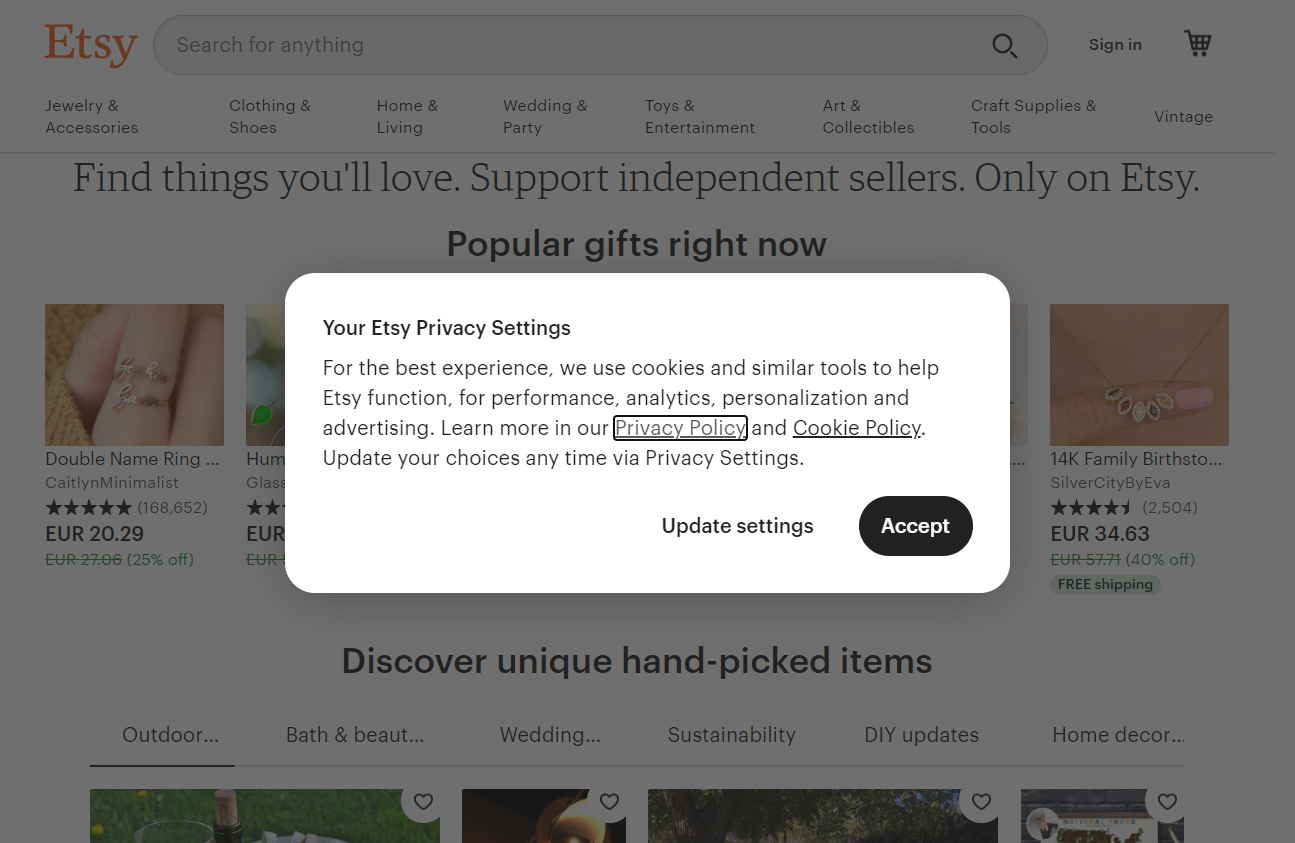 Etsy
Search for anything
Sign in
Jewelry &
Accessories
Clothing &
Shoes
Home &
Living
Wedding &
Party
Toys &
Entertainment
Art &
Collectibles
Craft Supplies &
Tools
Vintage
Find things you'll love. Support independent sellers. Only on Etsy.
Popular gifts right now
Your Etsy Privacy Settings
For the best experience, we use cookies and similar tools to help
Etsy function, for performance, analytics, personalization and
advertising. Learn more in our Privacy Policy and Cookie Policy.
Update your choices any time via Privacy Settings.
Update settings
Accept
Double Name Ring ...
CaitlynMinimalist
(168,652)
EUR 20.29
EUR 27.06 (25% off)
Hum
Glass
EUR
EUR
...
14K Family Birthsto...
SilverCityByEva
(2,504)
EUR 34.63
EUR 57.71 (40% off)
FREE shipping
Discover unique hand-picked items
Outdoor...
Bath & beaut...
Wedding...
Sustainability
DIY updates
Home decor...
NATIONAL PARKS